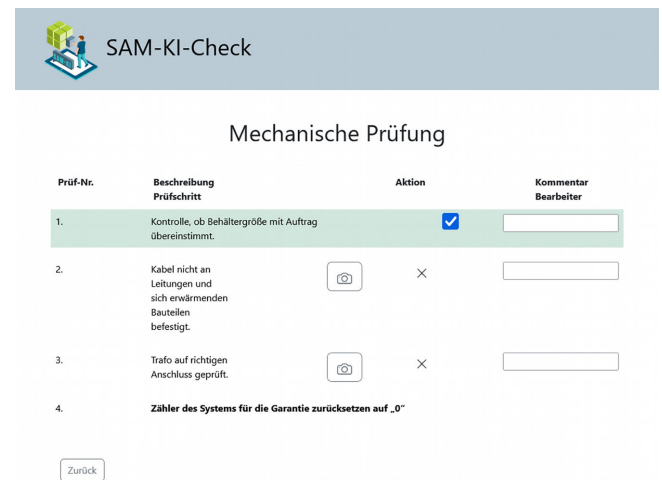 SAM-KI-Check
Mechanische Prüfung
Prüf-Nr. Beschreibung Prüfschritt Aktion Kommentar Bearbeiter
1. Kontrolle, ob Behältergröße mit Auftrag
übereinstimmt.
2. Kabel nicht an
Leitungen und
sich erwärmenden
Bauteilen
befestigt.
3. Trafo auf richtigen
Anschluss geprüft.
4. Zähler des Systems für die Garantie zurücksetzen auf „0“
Zurück